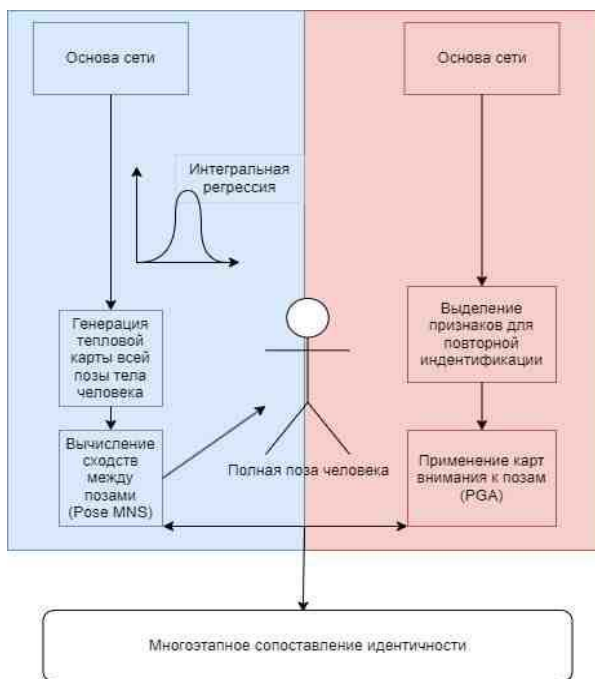 Основа сети
Основа сети
Интегральная
регрессия
Генерация
тепловой
карты всей
позы тела
человека
Выделение
признаков для
повторной
индентификации
Вычисление
сходств
между
позами
(Pose MNS)
Полная поза человека
Применение карт
внимания к позам
(PGA)
Многоэтапное сопоставление идентичности